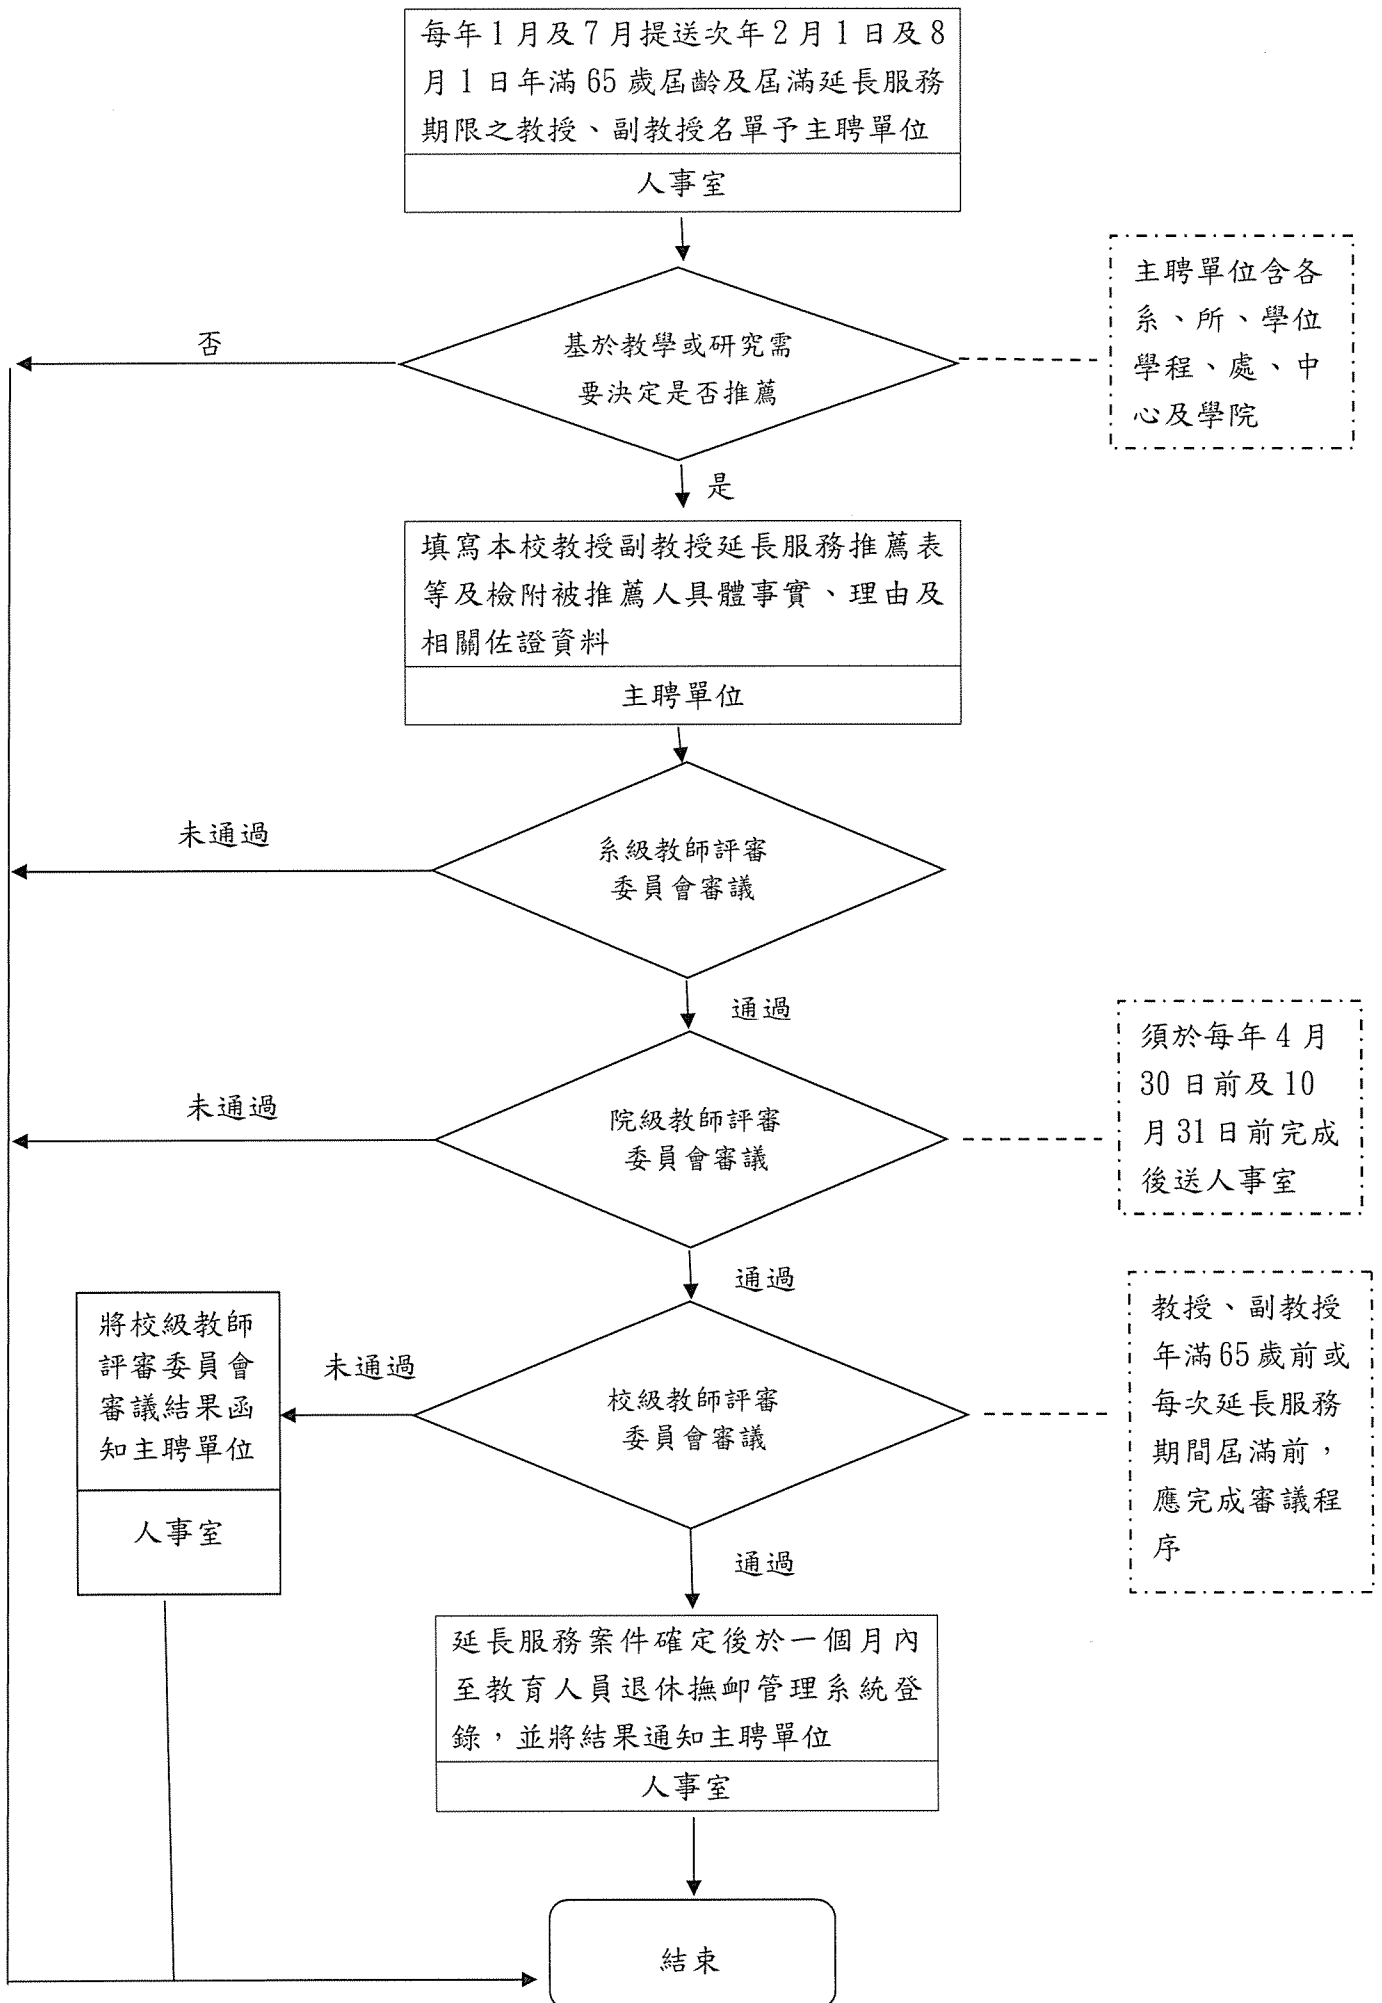 每年1月及7月提送次年2月1日及8
月1日年滿65歲屆齡及屆滿延長服務
期限之教授、副教授名單予主聘單位
人事室
主聘單位含各
系、所、學位
學程、處、中
心及學院
否
基於教學或研究需
要決定是否推薦
是
填寫本校教授副教授延長服務推薦表
等及檢附被推薦人具體事實、理由及
相關佐證資料
主聘單位
未通過
系級教師評審
委員會審議
通過
須於每年4月
30日前及10
月31日前完成
後送人事室
未通過
院級教師評審
委員會審議
通過
教授、副教授
年滿65歲前或
每次延長服務
期間屆滿前，
應完成審議程
序
將校級教師
評審委員會
審議結果函
知主聘單位
人事室
未通過
校級教師評審
委員會審議
通過
延長服務案件確定後於一個月內
至教育人員退休撫卹管理系統登
錄，並將結果通知主聘單位
人事室
結束